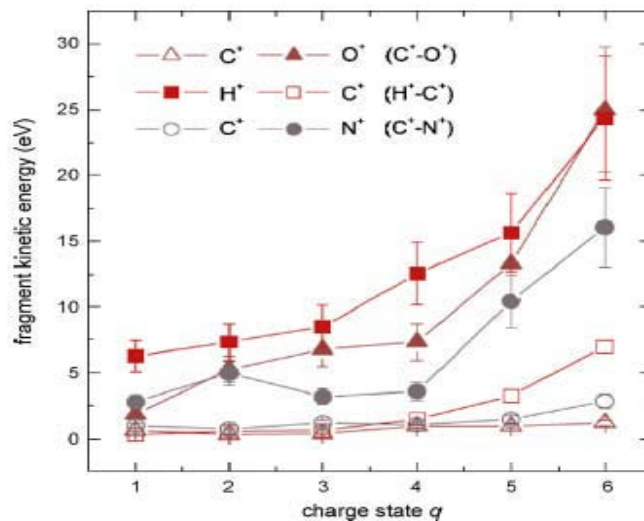 30
25
20
15
10
5
0
fragment kinetic energy (eV)
C⁺ O⁺ (C⁺-O⁺)
H⁺ C⁺ (H⁺-C⁺)
C⁺ N⁺ (C⁺-N⁺)
1 2 3 4 5 6
charge state q